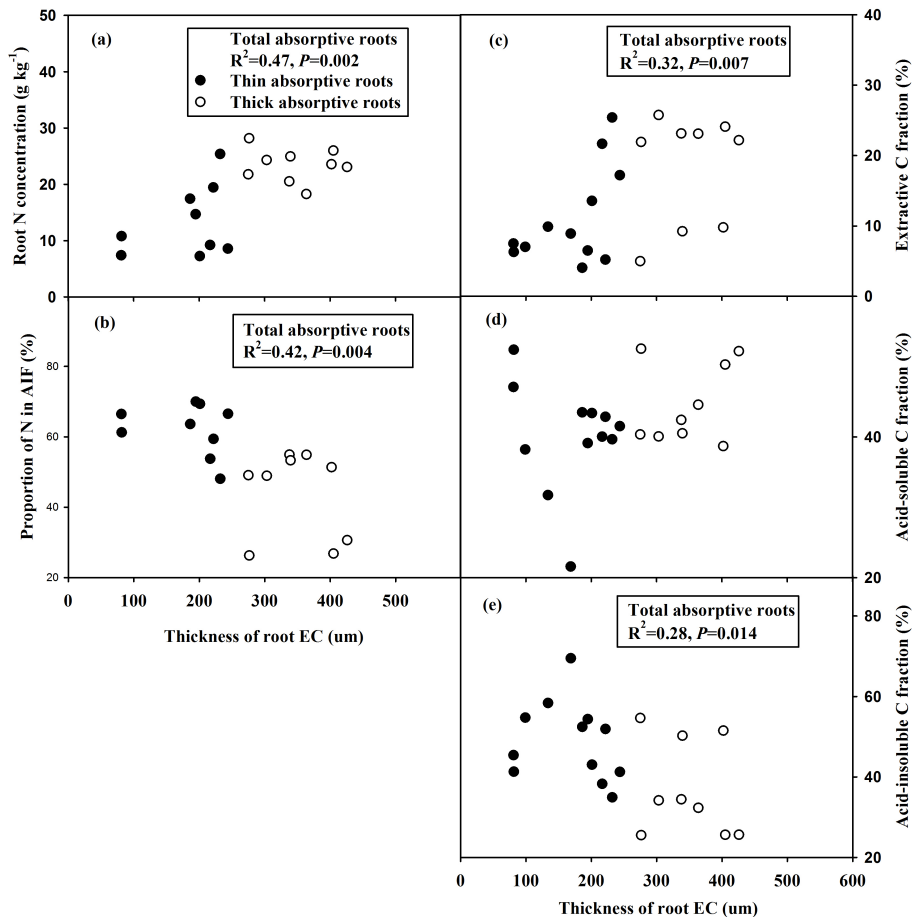 (a)
Total absorptive roots
R²=0.47, P=0.002
Thin absorptive roots
Thick absorptive roots
50
40
30
20
10
0
Root N concentration (g kg⁻¹)
(b)
Total absorptive roots
R²=0.42, P=0.004
80
60
40
20
Proportion of N in AIF (%)
0 100 200 300 400 500
Thickness of root EC (um)
(c)
Total absorptive roots
R²=0.32, P=0.007
40
30
20
10
0
Extractive C fraction (%)
(d)
40
20
Acid-soluble C fraction (%)
(e)
Total absorptive roots
R²=0.28, P=0.014
80
60
40
20
Acid-insoluble C fraction (%)
0 100 200 300 400 500 600
Thickness of root EC (um)